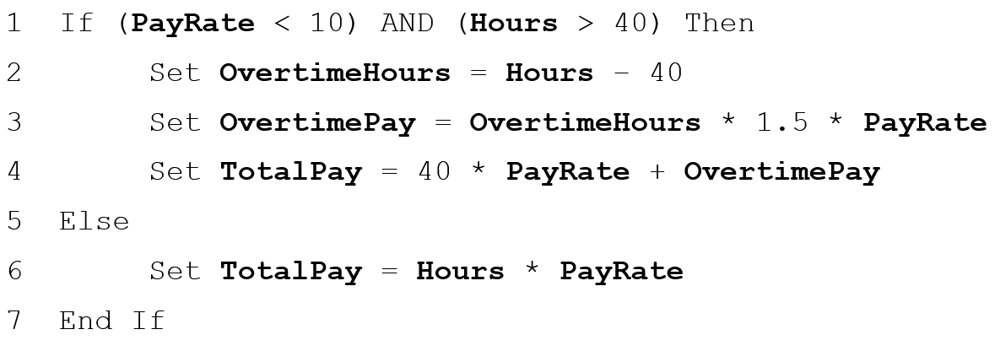 1 If (PayRate < 10) AND (Hours > 40) Then
2 Set OvertimeHours = Hours – 40
3 Set OvertimePay = OvertimeHours * 1.5 * PayRate
4 Set TotalPay = 40 * PayRate + OvertimePay
5 Else
6 Set TotalPay = Hours * PayRate
7 End If